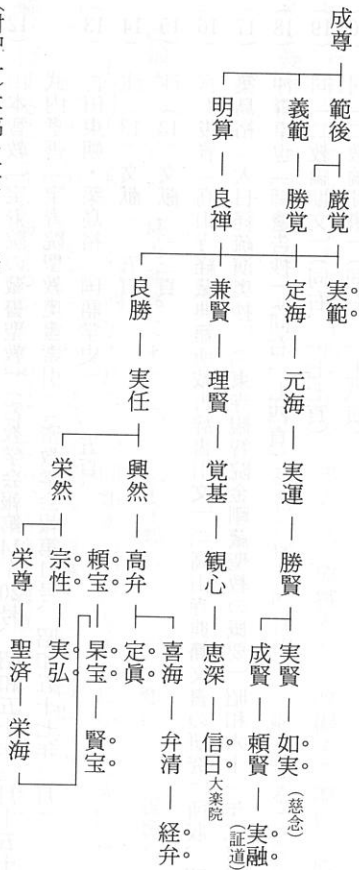 成尊
範俊 — 厳覚 — 実範
義範 — 勝覚 — 定海 — 元海 — 実運 — 勝賢 — 実賢 — 如実(慈念)
成賢 — 頼賢 — 実融(証道)
明算 — 良禅 — 兼賢 — 理賢 — 覚基 — 観心 — 恵深 — 信日大楽院
良勝 — 実任 — 興然 — 高弁 — 喜海 — 弁清 — 経弁
定眞
頼宝 — 杲宝 — 賢宝
栄然 — 宗性 — 実弘
栄尊 — 聖済 — 栄海